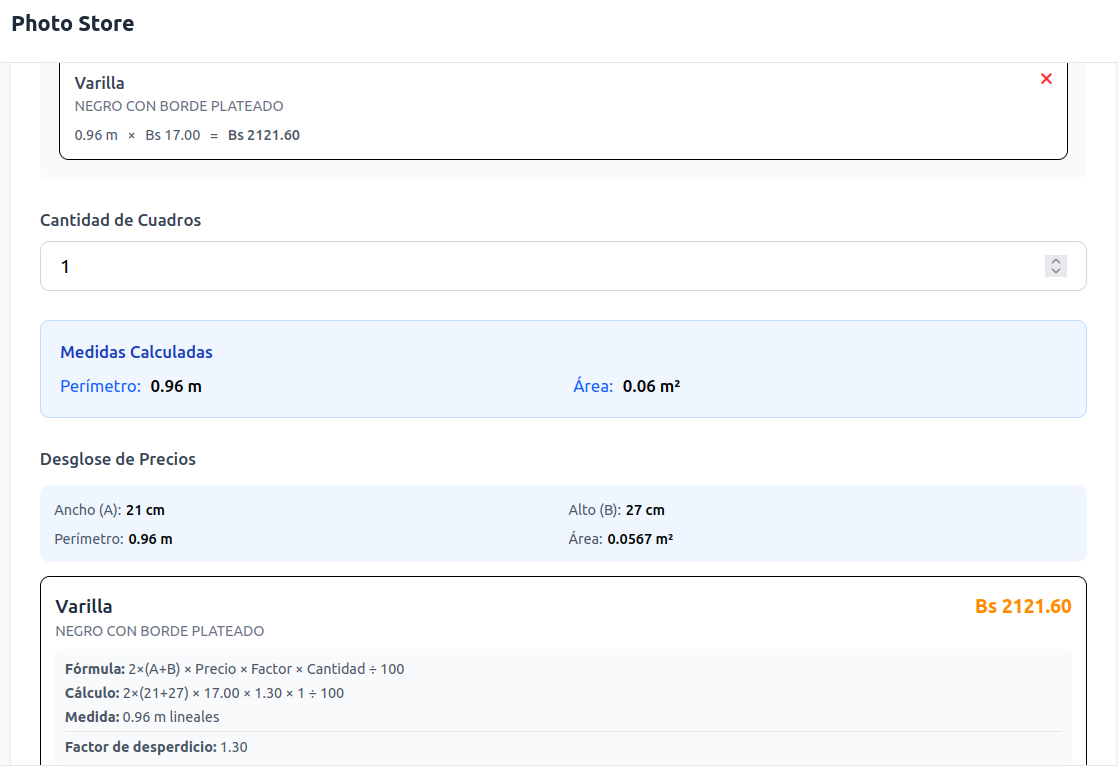 Photo Store
Varilla
NEGRO CON BORDE PLATEADO
0.96 m × Bs 17.00 = Bs 2121.60
Cantidad de Cuadros
1
Medidas Calculadas
Perímetro: 0.96 m Área: 0.06 m²
Desglose de Precios
Ancho (A): 21 cm Alto (B): 27 cm
Perímetro: 0.96 m Área: 0.0567 m²
Varilla Bs 2121.60
NEGRO CON BORDE PLATEADO
Fórmula: 2×(A+B) × Precio × Factor × Cantidad ÷ 100
Cálculo: 2×(21+27) × 17.00 × 1.30 × 1 ÷ 100
Medida: 0.96 m lineales
Factor de desperdicio: 1.30